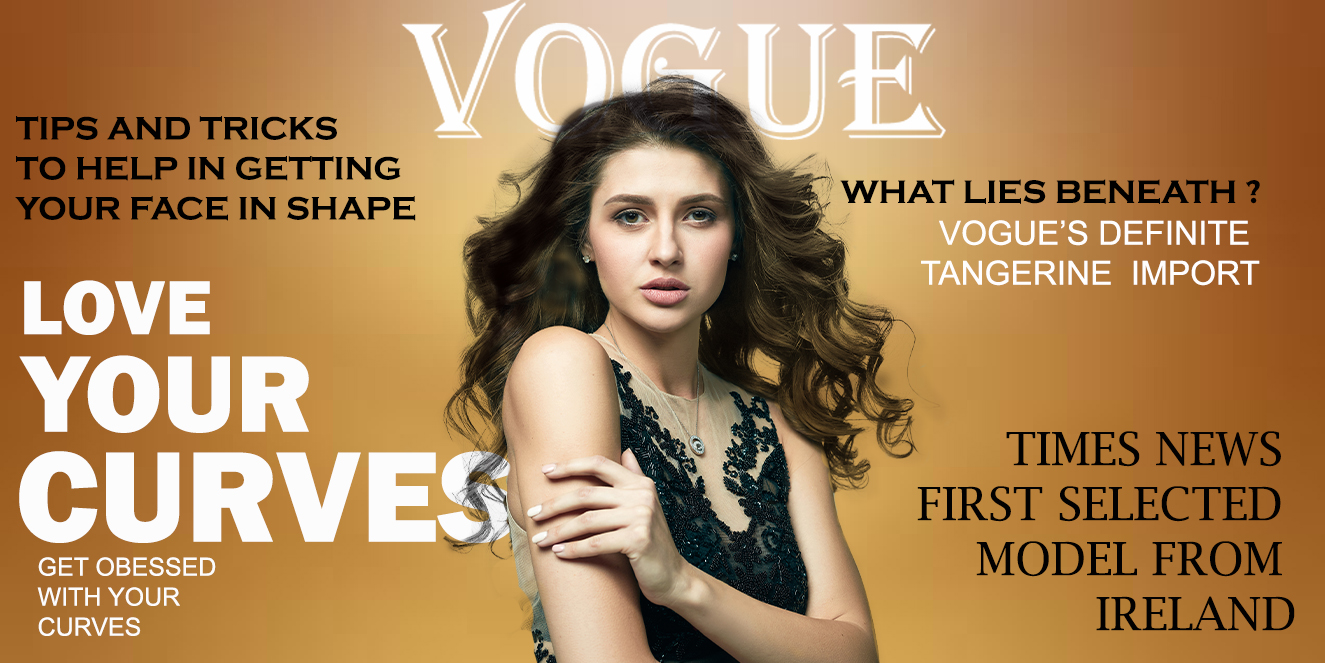 VOGUE
TIPS AND TRICKS
TO HELP IN GETTING
YOUR FACE IN SHAPE
LOVE
YOUR
CURVES
GET OBESSED
WITH YOUR
CURVES
WHAT LIES BENEATH ?
VOGUE'S DEFINITE
TANGERINE IMPORT
TIMES NEWS
FIRST SELECTED
MODEL FROM
IRELAND